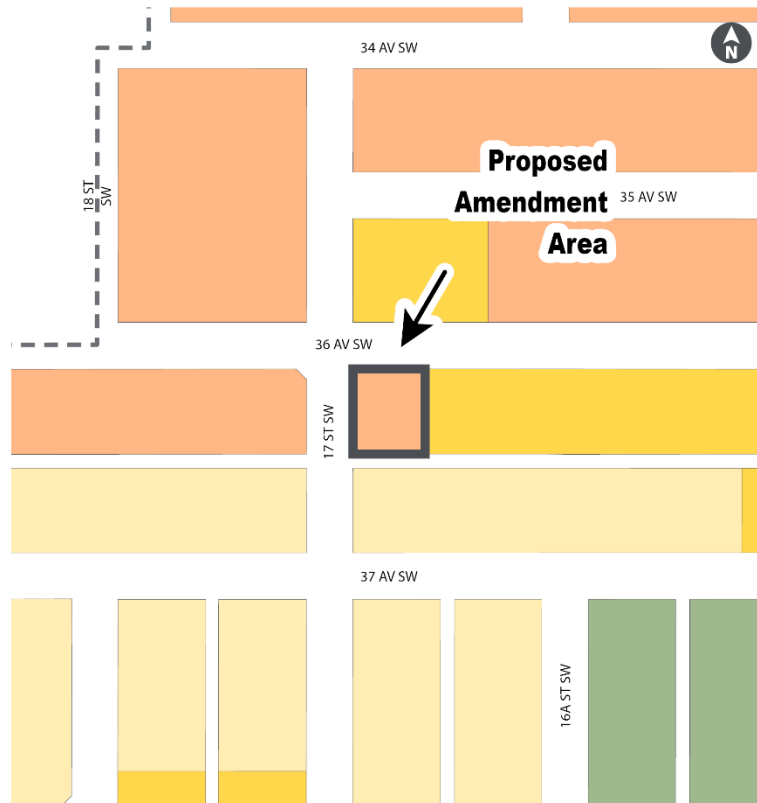 34 AV SW
N
Proposed
Amendment
Area
18 ST
SW
35 AV SW
36 AV SW
17 ST SW
37 AV SW
16A ST SW